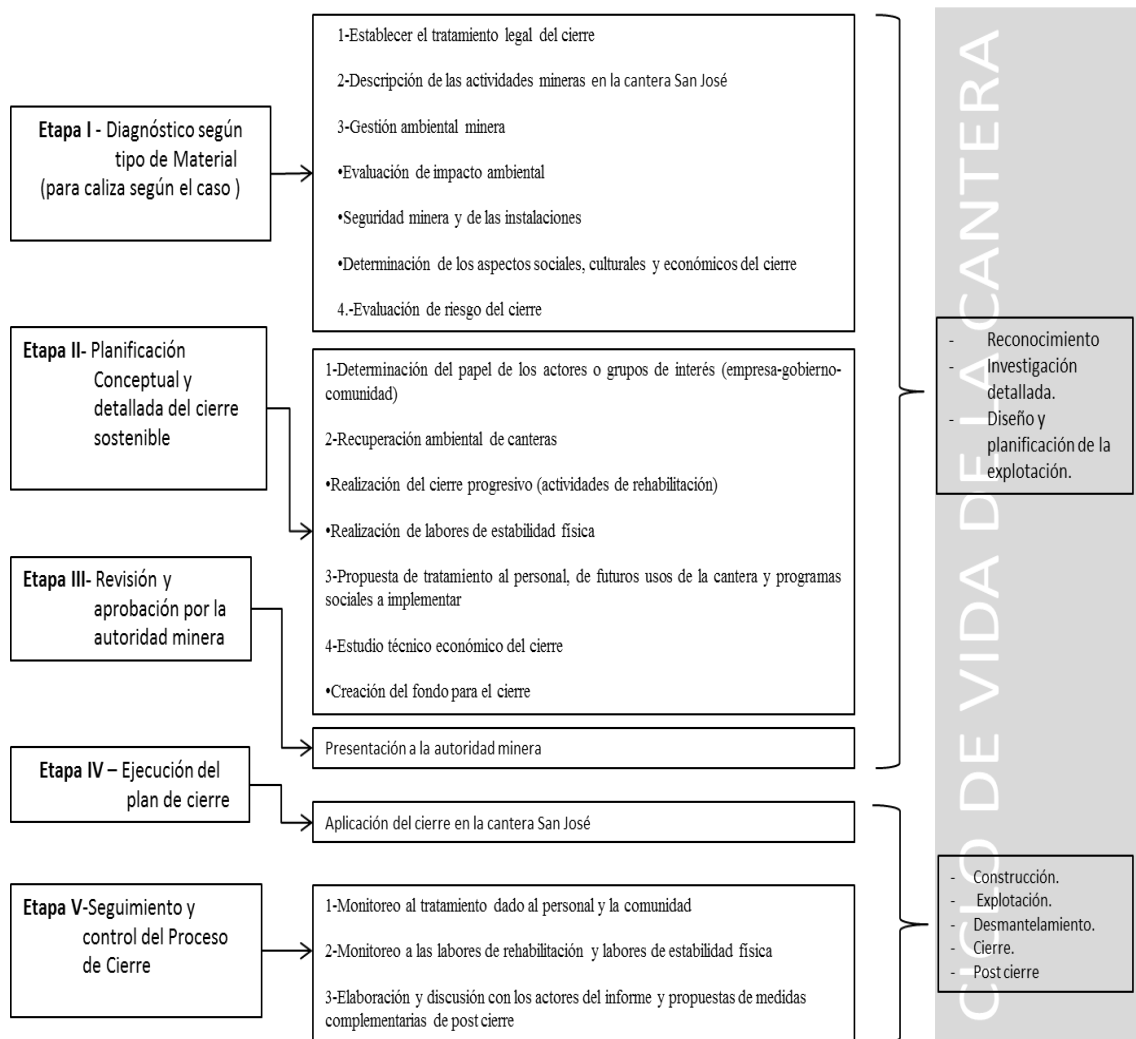 Etapa I - Diagnóstico según
tipo de Material
(para caliza según el caso )
1-Establecer el tratamiento legal del cierre
2-Descripción de las actividades mineras en la cantera San José
3-Gestión ambiental minera
•Evaluación de impacto ambiental
•Seguridad minera y de las instalaciones
•Determinación de los aspectos sociales, culturales y económicos del cierre
4.-Evaluación de riesgo del cierre
Etapa II- Planificación
Conceptual y
detallada del cierre
sostenible
1-Determinación del papel de los actores o grupos de interés (empresa-gobierno-
comunidad)
2-Recuperación ambiental de canteras
•Realización del cierre progresivo (actividades de rehabilitación)
•Realización de labores de estabilidad física
3-Propuesta de tratamiento al personal, de futuros usos de la cantera y programas
sociales a implementar
4-Estudio técnico económico del cierre
•Creación del fondo para el cierre
Etapa III- Revisión y
aprobación por la
autoridad minera
Presentación a la autoridad minera
Etapa IV – Ejecución del
plan de cierre
Aplicación del cierre en la cantera San José
Etapa V-Seguimiento y
control del Proceso
de Cierre
1-Monitoreo al tratamiento dado al personal y la comunidad
2-Monitoreo a las labores de rehabilitación y labores de estabilidad física
3-Elaboración y discusión con los actores del informe y propuestas de medidas
complementarias de post cierre
CICLO DE VIDA DE LA CANTERA
- Reconocimiento
- Investigación
detallada.
- Diseño y
planificación de la
explotación.
- Construcción.
- Explotación.
- Desmantelamiento.
- Cierre.
- Post cierre